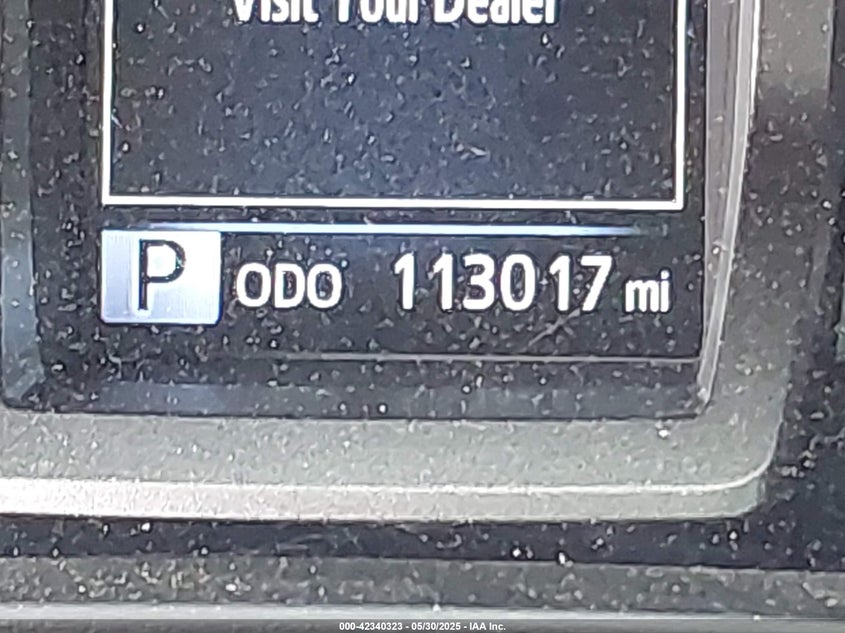 Visit Your Dealer
P ODO 113017 mi
000-42340323 - 05/30/2025 - IAA Inc.